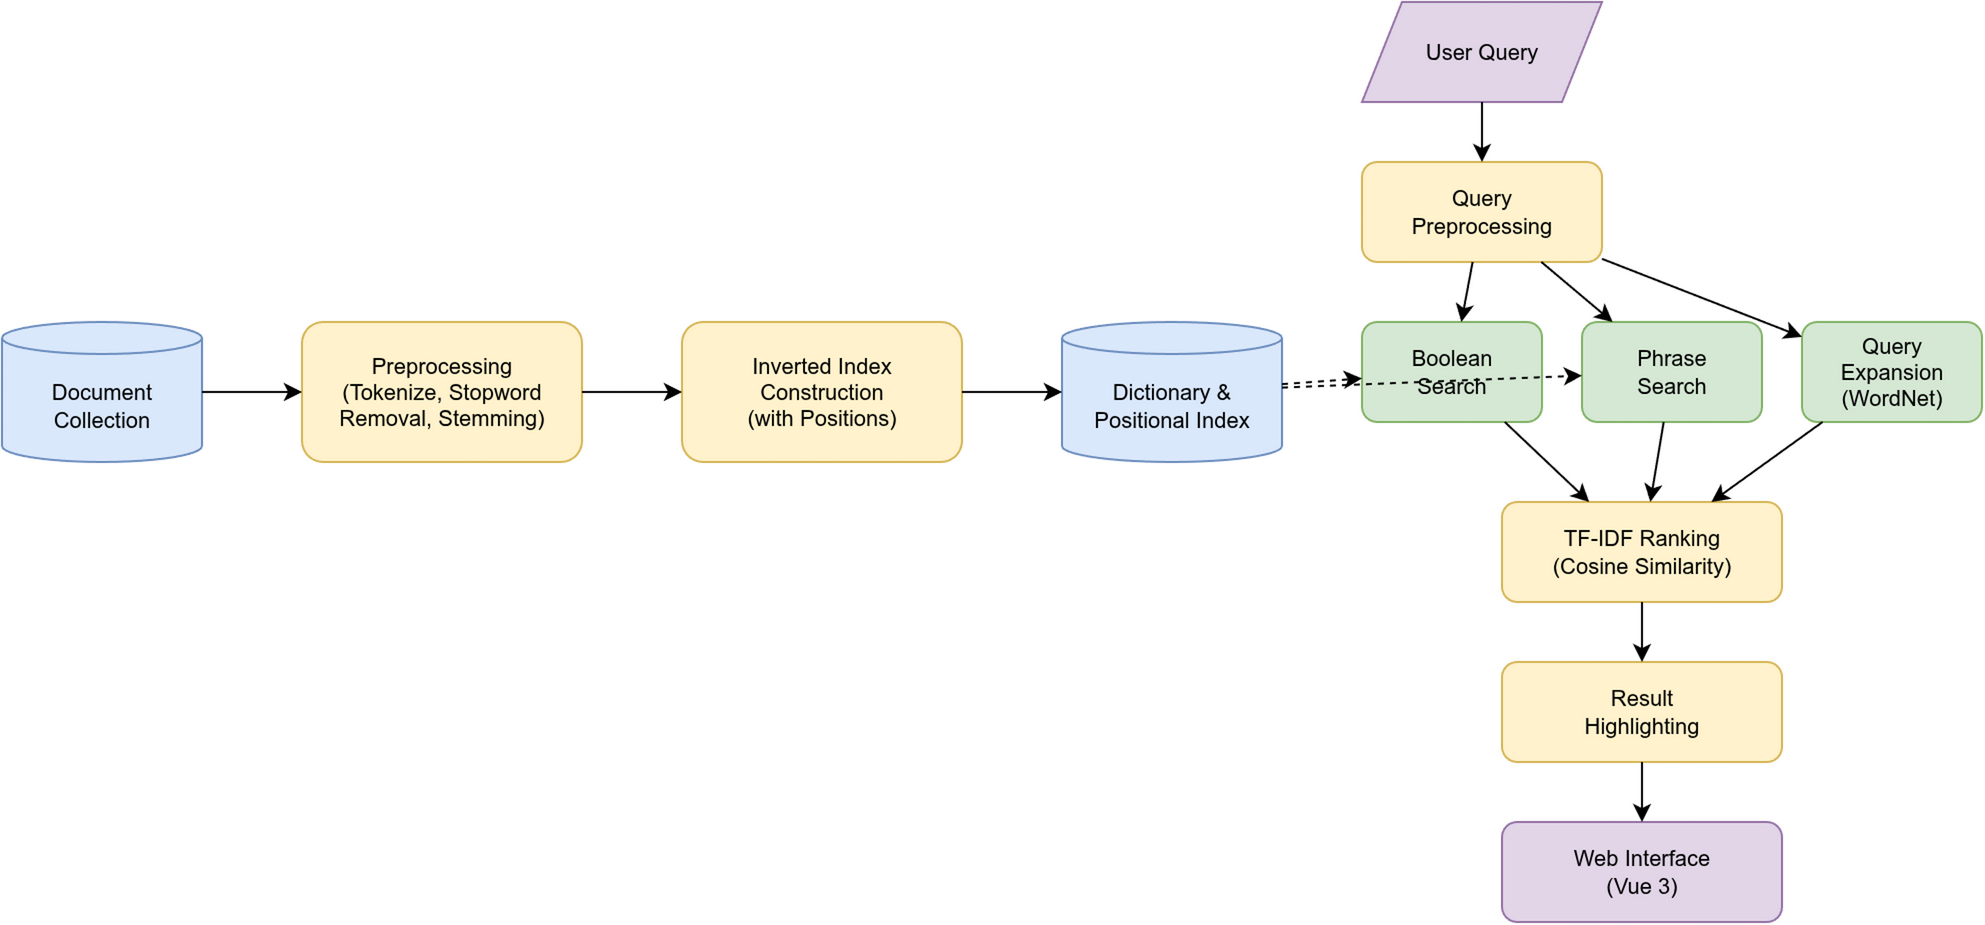 User Query
Query
Preprocessing
Document
Collection
Preprocessing
(Tokenize, Stopword
Removal, Stemming)
Inverted Index
Construction
(with Positions)
Dictionary &
Positional Index
Boolean
Search
Phrase
Search
Query
Expansion
(WordNet)
TF-IDF Ranking
(Cosine Similarity)
Result
Highlighting
Web Interface
(Vue 3)